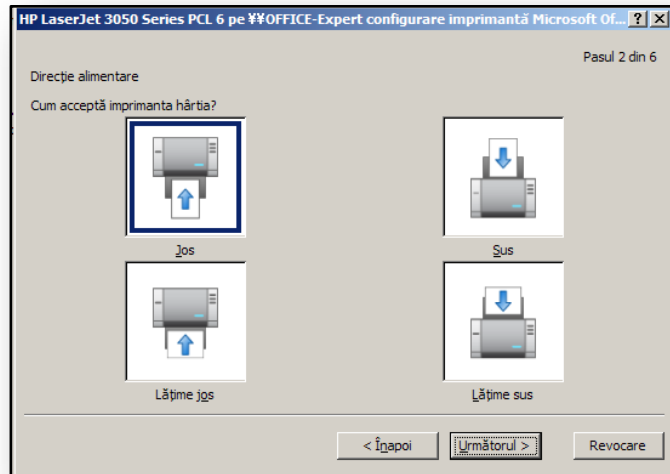 HP LaserJet 3050 Series PCL 6 pe ¥¥OFFICE-Expert configurare imprimantă Microsoft Of...
Pasul 2 din 6
Direcție alimentare
Cum acceptă imprimanta hârtia?
Jos
Sus
Lățime jos
Lățime sus
< Înapoi
Următorul >
Revocare